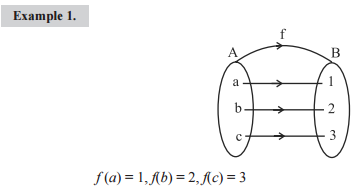 Example 1.
f
A B
a 1
b 2
c 3
f (a) = 1, f(b) = 2, f(c) = 3